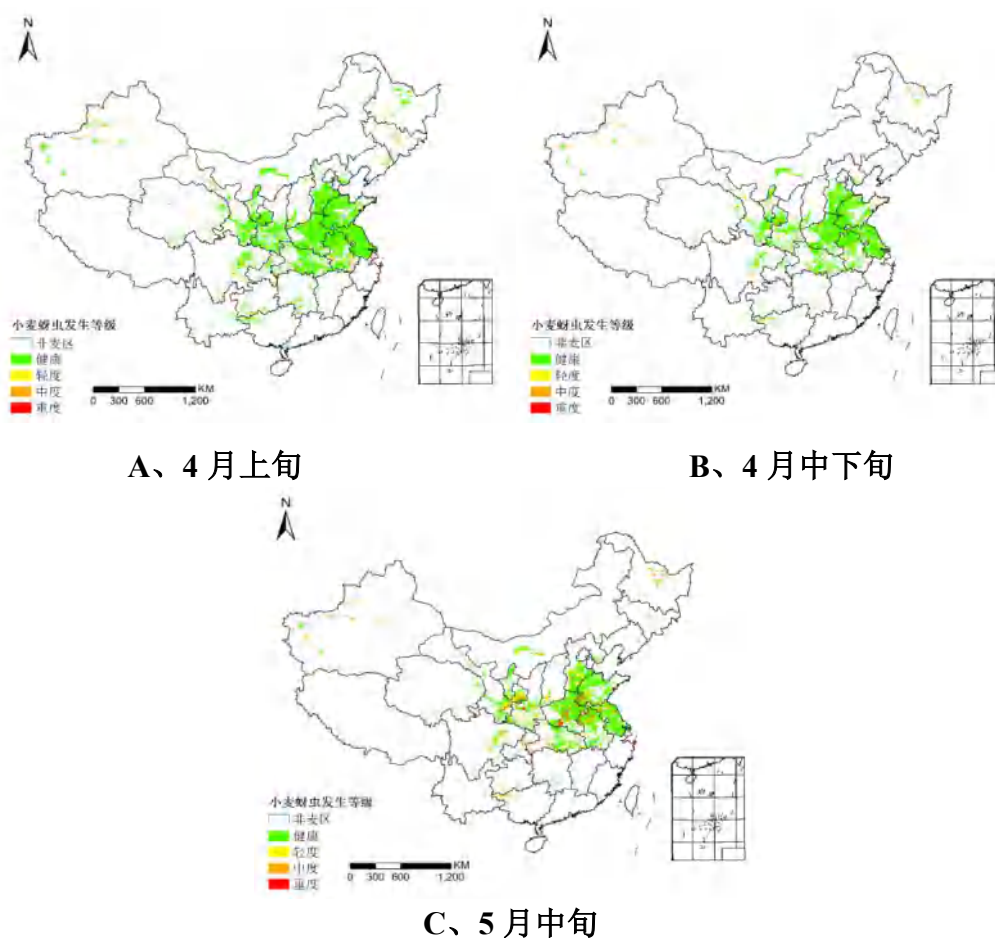 N
小麦蚜虫发生等级
非麦区
健康
轻度
中度
重度
KM
0 300 600 1,200
A、4 月上旬
N
小麦蚜虫发生等级
非麦区
健康
轻度
中度
重度
KM
0 300 600 1,200
B、4 月中下旬
N
小麦蚜虫发生等级
非麦区
健康
轻度
中度
重度
KM
0 300 600 1,200
C、5 月中旬